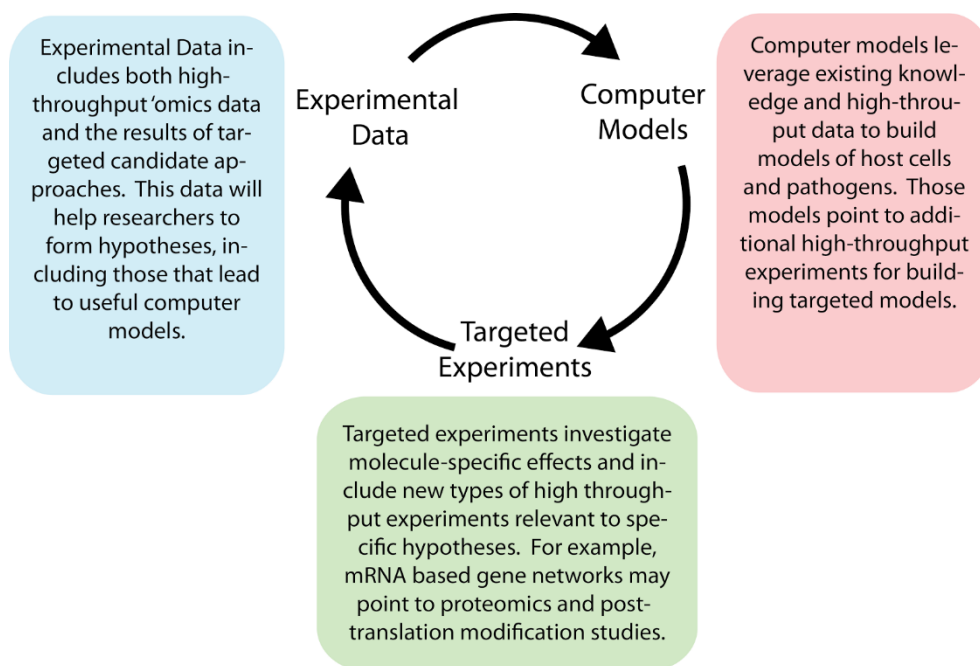 Experimental Data in-
cludes both high-
throughput ‘omics data
and the results of tar-
geted candidate ap-
proaches.  This data will
help researchers to
form hypotheses, in-
cluding those that lead
to useful computer
models.
Experimental
Data
Computer
Models
Computer models le-
verage existing knowl-
edge and high-throu-
put data to build
models of host cells
and pathogens.  Those
models point to addi-
tional high-throughput
experiments for build-
ing targeted models.
Targeted
Experiments
Targeted experiments investigate
molecule-specific effects and in-
clude new types of high through-
put experiments relevant to spe-
cific hypotheses.  For example,
mRNA based gene networks may
point to proteomics and post-
translation modification studies.